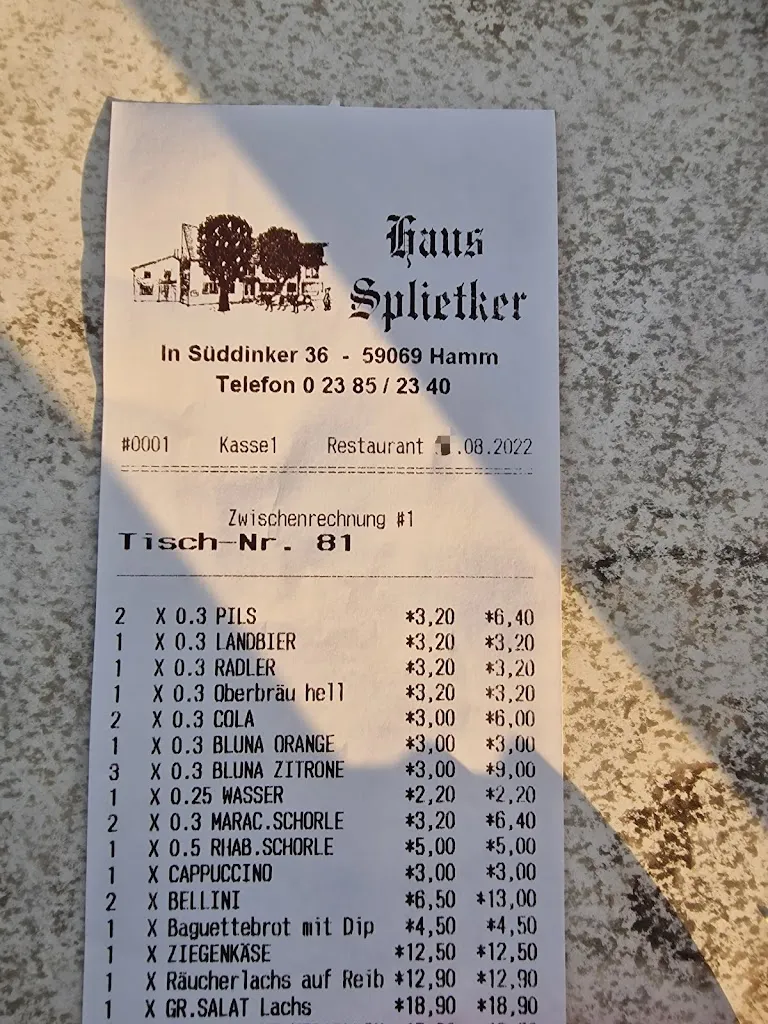 Haus
Splietker
In Süddinker 36 - 59069 Hamm
Telefon 0 23 85 / 23 40
#0001 Kasse1 Restaurant .08.2022
Zwischenrechnung #1
Tisch-Nr. 81
2 X 0.3 PILS *3,20 *6,40
1 X 0.3 LANDBIER *3,20 *3,20
1 X 0.3 RADLER *3,20 *3,20
1 X 0.3 Oberbräu hell *3,20 *3,20
2 X 0.3 COLA *3,00 *6,00
1 X 0.3 BLUNA ORANGE *3,00 *3,00
3 X 0.3 BLUNA ZITRONE *3,00 *9,00
1 X 0.25 WASSER *2,20 *2,20
2 X 0.3 MARAC.SCHORLE *3,20 *6,40
1 X 0.5 RHAB.SCHORLE *5,00 *5,00
1 X CAPPUCCINO *3,00 *3,00
2 X BELLINI *6,50 *13,00
1 X Baguettebrot mit Dip *4,50 *4,50
1 X ZIEGENKÄSE *12,50 *12,50
1 X Räucherlachs auf Reib *12,90 *12,90
1 X GR.SALAT Lachs *18,90 *18,90